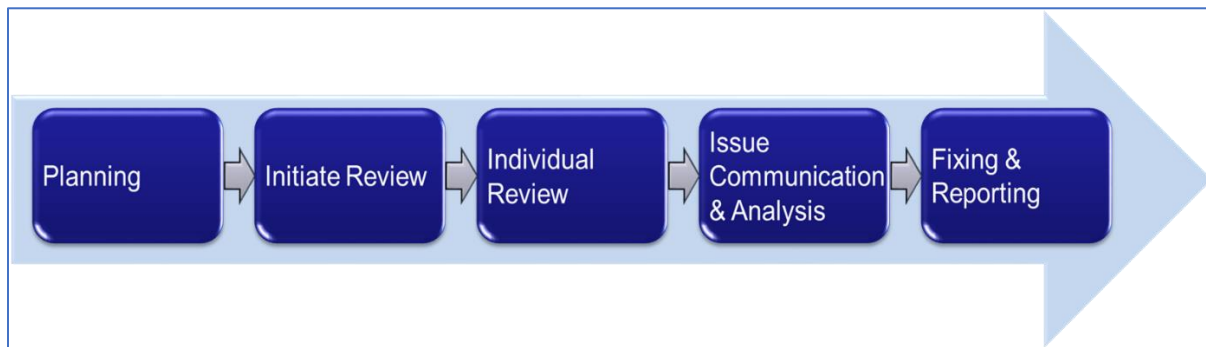 Planning
Initiate Review
Individual
Review
Issue
Communication
& Analysis
Fixing &
Reporting